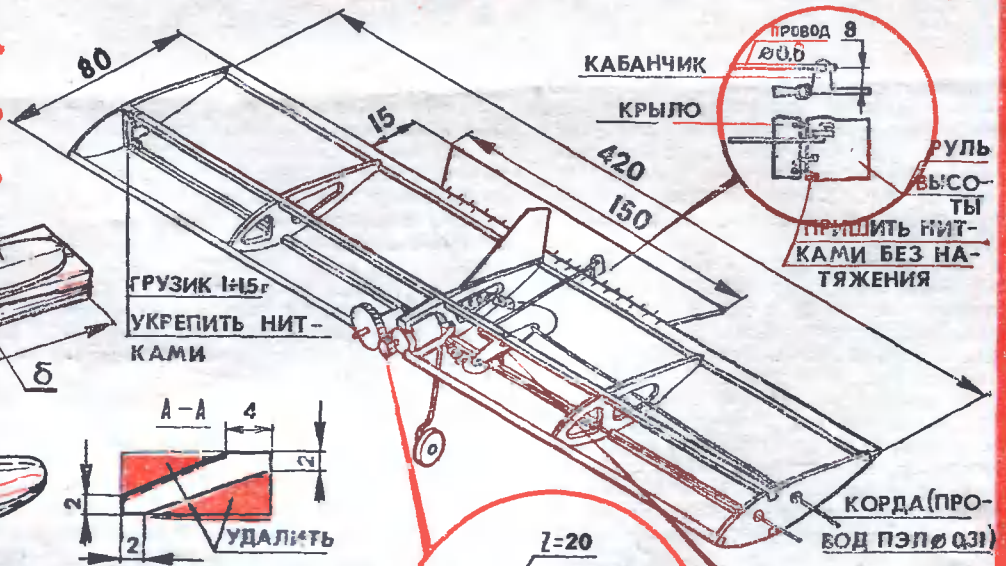 80
15
420
150
ПРОВОД 8
Ø0,6
КАБАНЧИК
КРЫЛО
РУЛЬ
ВЫСО-
ТЫ
ПРИШИТЬ НИТ-
КАМИ БЕЗ НА-
ТЯЖЕНИЯ
ГРУЗИК 1÷1,5г
УКРЕПИТЬ НИТ-
КАМИ
δ
А-А 4
2
2
2
УДАЛИТЬ
Z=20
КОРДА (ПРО-
ВОД ПЭЛ Ø 0,31)